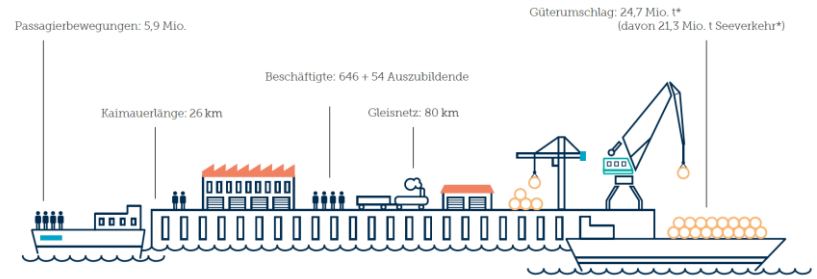 Güterumschlag: 24,7 Mio. t*
(davon 21,3 Mio. t Seeverkehr*)
Passagierbewegungen: 5,9 Mio.
Beschäftigte: 646 + 54 Auszubildende
Kaimauerlänge: 26 km
Gleisnetz: 80 km